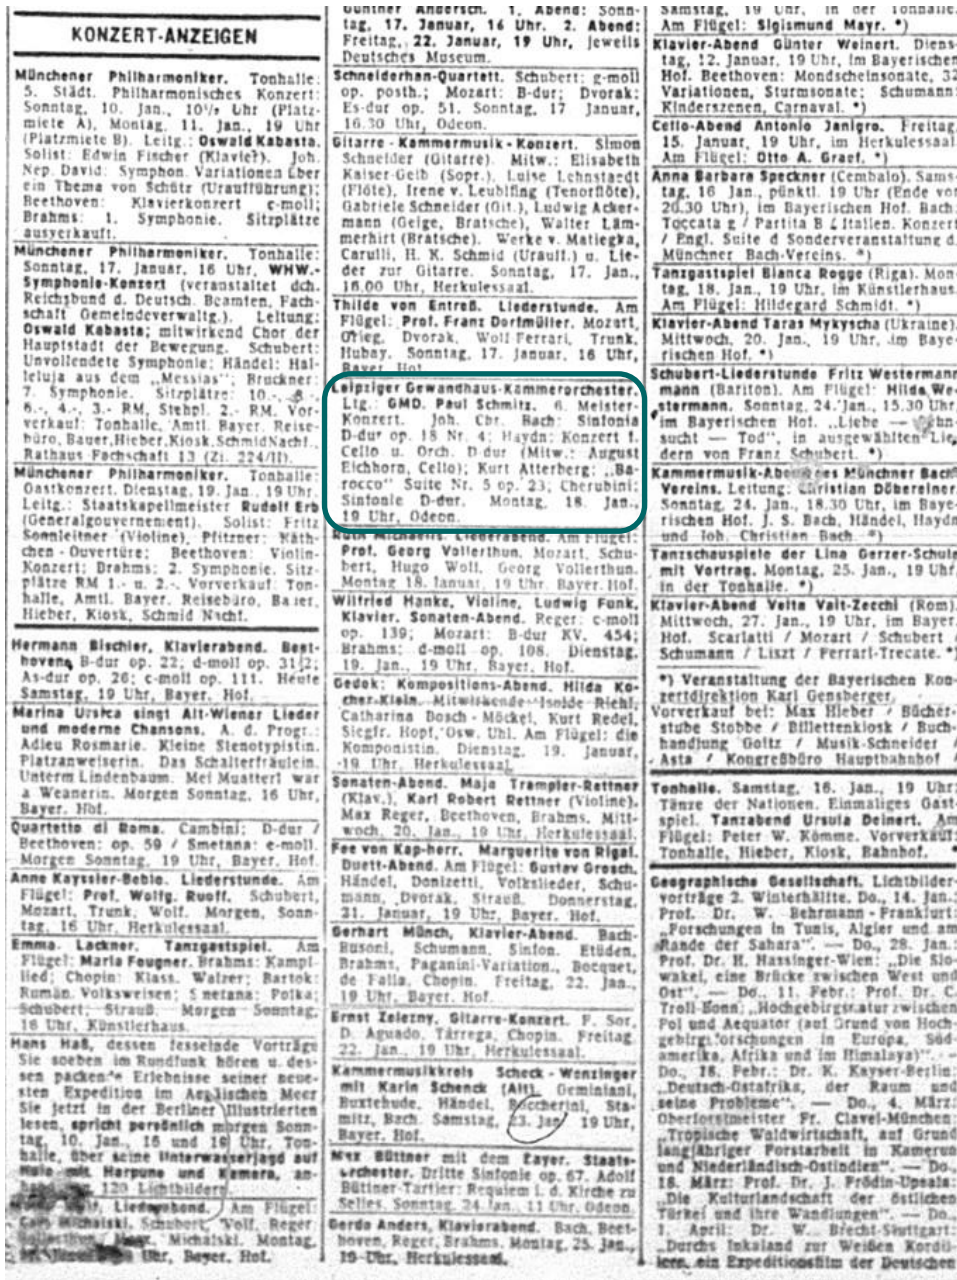 KONZERT-ANZEIGEN
Münchener Philharmoniker. Tonhalle:
5. Städt. Philharmonisches Konzert:
Sonntag, 10. Jan., 10½ Uhr (Platz-
miete A), Montag, 11. Jan., 19 Uhr
(Platzmiete B). Leitg.: Oswald Kabasta.
Solist: Edwin Fischer (Klavier). Joh.
Nep. David: Symphon. Variationen über
ein Thema von Schütz (Uraufführung);
Beethoven: Klavierkonzert c-moll;
Brahms: 1. Symphonie. Sitzplätze
ausverkauft.
Münchener Philharmoniker. Tonhalle:
Sonntag, 17. Januar, 16 Uhr, WHW.-
Symphonie-Konzert (veranstaltet dch.
Reichsbund d. Deutsch. Beamten, Fach-
schaft Gemeindeverwaltg.). Leitung:
Oswald Kabasta; mitwirkend Chor der
Hauptstadt der Bewegung. Schubert:
Unvollendete Symphonie; Händel: Hal-
leluja aus dem „Messias"; Bruckner:
7. Symphonie. Sitzplätze: 10.-, 8.-
6.-, 4.-, 3.- RM, Stehpl. 2.- RM. Vor-
verkauf: Tonhalle, Amtl. Bayer. Reise-
büro, Bauer, Hieber, Kiosk, Schmid Nachf.,
Rathaus Fachschaft 13 (Zi. 224/II).
Münchener Philharmoniker. Tonhalle:
Gastkonzert. Dienstag, 19. Jan., 19 Uhr.
Leitg.: Staatskapellmeister Rudolf Erb
(Generalgouvernement). Solist: Fritz
Sonnleitner (Violine), Pfitzner: Käth-
chen-Ouvertüre; Beethoven: Violin-
Konzert; Brahms: 2. Symphonie. Sitz-
plätze RM 1.- u. 2.-. Vorverkauf: Ton-
halle, Amtl. Bayer. Reisebüro, Bauer,
Hieber, Kiosk, Schmid Nachf.
Hermann Bischler, Klavierabend. Beet-
hoven: B-dur op. 22; d-moll op. 31/2;
As-dur op. 26; c-moll op. 111. Heute
Samstag, 19 Uhr, Bayer. Hof.
Marina Ursica singt Alt-Wiener Lieder
und moderne Chansons. A. d. Progr.:
Adieu Rosmarie. Kleine Stenotypistin.
Platzanweiserin. Das Schalterfräulein.
Unterm Lindenbaum. Mei Muatterl war
a Weanerin. Morgen Sonntag, 16 Uhr,
Bayer. Hof.
Quartetto di Roma. Cambini: D-dur /
Beethoven: op. 59 / Smetana: e-moll.
Morgen Sonntag, 19 Uhr, Bayer. Hof.
Anne Kayssler-Beblo. Liederstunde. Am
Flügel: Prof. Wolfg. Ruoff. Schubert,
Mozart, Trunk, Wolf. Morgen, Sonn-
tag, 16 Uhr, Herkulessaal.
Emma Lackner. Tanzgastspiel. Am
Flügel: Maria Fougner. Brahms: Kampf-
lied; Chopin: Klass. Walzer; Bartok:
Rumän. Volksweisen; Smetana: Polka;
Schubert; Strauß. Morgen Sonntag,
16 Uhr, Künstlerhaus.
Hans Haß, dessen fesselnde Vorträge
Sie soeben im Rundfunk hören u. des-
sen packende Erlebnisse seiner neue-
sten Expedition im Ägäischen Meer
Sie jetzt in der Berliner Illustrierten
lesen, spricht persönlich morgen Sonn-
tag, 10. Jan., 16 und 19 Uhr, Ton-
halle, über seine Unterwasserjagd auf
mit Harpune und Kamera, an-
120 Lichtbildern.
Liederabend. Am Flügel:
Michalski. Schubert, Wolf, Reger
Michalski. Montag,
Uhr, Bayer. Hof.
Günther Andersch. 1. Abend: Sonn-
tag, 17. Januar, 16 Uhr. 2. Abend:
Freitag, 22. Januar, 19 Uhr, jeweils
Deutsches Museum.
Schneiderhan-Quartett. Schubert: g-moll
op. posth.; Mozart: B-dur; Dvorak:
Es-dur op. 51. Sonntag, 17 Januar,
16.30 Uhr, Odeon.
Gitarre-Kammermusik-Konzert. Simon
Schneider (Gitarre). Mitw.: Elisabeth
Kaiser-Geib (Sopr.), Luise Lehnstaedt
(Flöte), Irene v. Leublfing (Tenorflöte),
Gabriele Schneider (Git.), Ludwig Acker-
mann (Geige, Bratsche), Walter Läm-
merhirt (Bratsche). Werke v. Matiegka,
Carulli, H. K. Schmid (Urauff.) u. Lie-
der zur Gitarre. Sonntag, 17. Jan.,
16.00 Uhr, Herkulessaal.
Thilde von Entreß. Liederstunde. Am
Flügel: Prof. Franz Dorfmüller. Mozart,
Grieg, Dvorak, Wolf-Ferrari, Trunk,
Hubay. Sonntag, 17. Januar, 16 Uhr,
Bayer. Hof.
Leipziger Gewandhaus-Kammerorchester.
Ltg.: GMD. Paul Schmitz. 6. Meister-
Konzert. Joh. Chr. Bach: Sinfonia
D-dur op. 18 Nr. 4; Haydn: Konzert f.
Cello u. Orch. D-dur (Mitw.: August
Eichhorn, Cello); Kurt Atterberg: „Ba-
rocco" Suite Nr. 5 op. 23; Cherubini:
Sinfonie D-dur. Montag, 18. Jan.,
19 Uhr, Odeon.
Ruth Michaelis. Liederabend. Am Flügel:
Prof. Georg Vollerthun. Mozart, Schu-
bert, Hugo Wolf, Georg Vollerthun.
Montag 18. Januar, 19 Uhr. Bayer. Hof.
Wilfried Hanke, Violine, Ludwig Funk,
Klavier. Sonaten-Abend. Reger: c-moll
op. 139; Mozart: B-dur KV. 454;
Brahms: d-moll op. 108. Dienstag,
19. Jan., 19 Uhr, Bayer. Hof.
Gedok: Kompositions-Abend. Hilda Ko-
cher-Klein. Mitwirkende: Isolde Riehl,
Catharina Bosch-Möckel, Kurt Redel,
Siegfr. Hopf, Osw. Uhl. Am Flügel: die
Komponistin. Dienstag, 19. Januar,
19 Uhr, Herkulessaal.
Sonaten-Abend. Maja Trampler-Rettner
(Klav.), Karl Robert Rettner (Violine).
Max Reger, Beethoven, Brahms. Mitt-
woch, 20. Jan., 19 Uhr, Herkulessaal.
Fee von Kap-herr. Marguerite von Rigal.
Duett-Abend. Am Flügel: Gustav Grosch.
Händel, Donizetti, Volkslieder, Schu-
mann, Dvorak, Strauß. Donnerstag,
21. Januar, 19 Uhr, Bayer. Hof.
Gerhart Münch, Klavier-Abend. Bach-
Busoni, Schumann, Sinfon. Etüden,
Brahms, Paganini-Variation., Bocquet,
de Falla, Chopin. Freitag, 22. Jan.,
19 Uhr, Bayer. Hof.
Ernst Zelezny, Gitarre-Konzert. F. Sor,
D. Aguado, Tárrega, Chopin. Freitag,
22. Jan., 19 Uhr, Herkulessaal.
Kammermusikkreis Scheck-Wenzinger
mit Karin Schenck (Alt). Geminiani,
Buxtehude, Händel, Boccherini, Sta-
mitz, Bach. Samstag, 23. Jan. 19 Uhr,
Bayer. Hof.
Max Büttner mit dem Bayer. Staats-
orchester. Dritte Sinfonie op. 67. Adolf
Büttner-Tartier: Requiem i. d. Kirche zu
Selles. Sonntag, 24. Jan., 11 Uhr, Odeon.
Gerda Anders, Klavierabend. Bach, Beet-
hoven, Reger, Brahms. Montag, 25. Jan.,
19 Uhr, Herkulessaal.
Samstag, 19 Uhr, in der Tonhalle.
Am Flügel: Sigismund Mayr. *)
Klavier-Abend Günter Weinert. Diens-
tag, 12. Januar, 19 Uhr, im Bayerischen
Hof. Beethoven: Mondscheinsonate, 32
Variationen, Sturmsonate; Schumann:
Kinderszenen, Carnaval. *)
Cello-Abend Antonio Janigro. Freitag,
15. Januar, 19 Uhr, im Herkulessaal.
Am Flügel: Otto A. Graef. *)
Anna Barbara Speckner (Cembalo). Sams-
tag, 16 Jan., pünktl. 19 Uhr (Ende vor
20.30 Uhr), im Bayerischen Hof. Bach:
Toccata g / Partita B / Italien. Konzert
/ Engl. Suite d Sonderveranstaltung d.
Münchner Bach-Vereins. *)
Tanzgastspiel Bianca Rogge (Riga). Mon-
tag, 18. Jan., 19 Uhr, im Künstlerhaus.
Am Flügel: Hildegard Schmidt. *)
Klavier-Abend Taras Mykyscha (Ukraine).
Mittwoch, 20. Jan., 19 Uhr, im Baye-
rischen Hof. *)
Schubert-Liederstunde Fritz Westermann
mann (Bariton). Am Flügel: Hilda We-
stermann. Sonntag, 24. Jan., 15.30 Uhr,
im Bayerischen Hof. „Liebe — Sehn-
sucht — Tod", in ausgewählten Lie-
dern von Franz Schubert. *)
Kammermusik-Abend des Münchner Bach-
Vereins. Leitung: Christian Döbereiner.
Sonntag, 24. Jan., 18.30 Uhr, im Baye-
rischen Hof. J. S. Bach, Händel, Haydn
und Joh. Christian Bach. *)
Tanzschauspiele der Lina Gerzer-Schule
mit Vortrag. Montag, 25. Jan., 19 Uhr,
in der Tonhalle. *)
Klavier-Abend Velta Vait-Zecchi (Rom).
Mittwoch, 27. Jan., 19 Uhr, im Bayer.
Hof. Scarlatti / Mozart / Schubert /
Schumann / Liszt / Ferrari-Trecate. *)
*) Veranstaltung der Bayerischen Kon-
zertdirektion Karl Gensberger.
Vorverkauf bei: Max Hieber / Bücher-
stube Stobbe / Billettenkiosk / Buch-
handlung Goltz / Musik-Schneider /
Asta / Kongreßbüro Hauptbahnhof /
Tonhalle. Samstag, 16. Jan., 19 Uhr:
Tänze der Nationen. Einmaliges Gast-
spiel. Tanzabend Ursula Deinert. Am
Flügel: Peter W. Kömme. Vorverkauf:
Tonhalle, Hieber, Kiosk, Bahnhof.
Geographische Gesellschaft. Lichtbilder-
vorträge 2. Winterhälfte. Do., 14. Jan.:
Prof. Dr. W. Behrmann-Frankfurt:
„Forschungen in Tunis, Algier und am
Rande der Sahara". — Do., 28. Jan.:
Prof. Dr. H. Hassinger-Wien: „Die Slo-
wakei, eine Brücke zwischen West und
Ost". — Do., 11. Febr.: Prof. Dr. C.
Troll-Bonn: „Hochgebirgsnatur zwischen
Pol und Aequator (auf Grund von Hoch-
gebirgsforschungen in Europa, Süd-
amerika, Afrika und im Himalaya)". —
Do., 18. Febr.: Dr. K. Kayser-Berlin:
„Deutsch-Ostafrika, der Raum und
seine Probleme". — Do., 4. März:
Oberforstmeister Fr. Clavel-München:
„Tropische Waldwirtschaft, auf Grund
langjähriger Forstarbeit in Kamerun
und Niederländisch-Ostindien". — Do.,
18. März: Prof. Dr. J. Frödin-Upsala:
„Die Kulturlandschaft der östlichen
Türkei und ihre Wandlungen". — Do.,
1. April: Dr. W. Brecht-Stuttgart:
„Durchs Inkaland zur Weißen Kordil-
lere, ein Expeditionsfilm der Deutschen